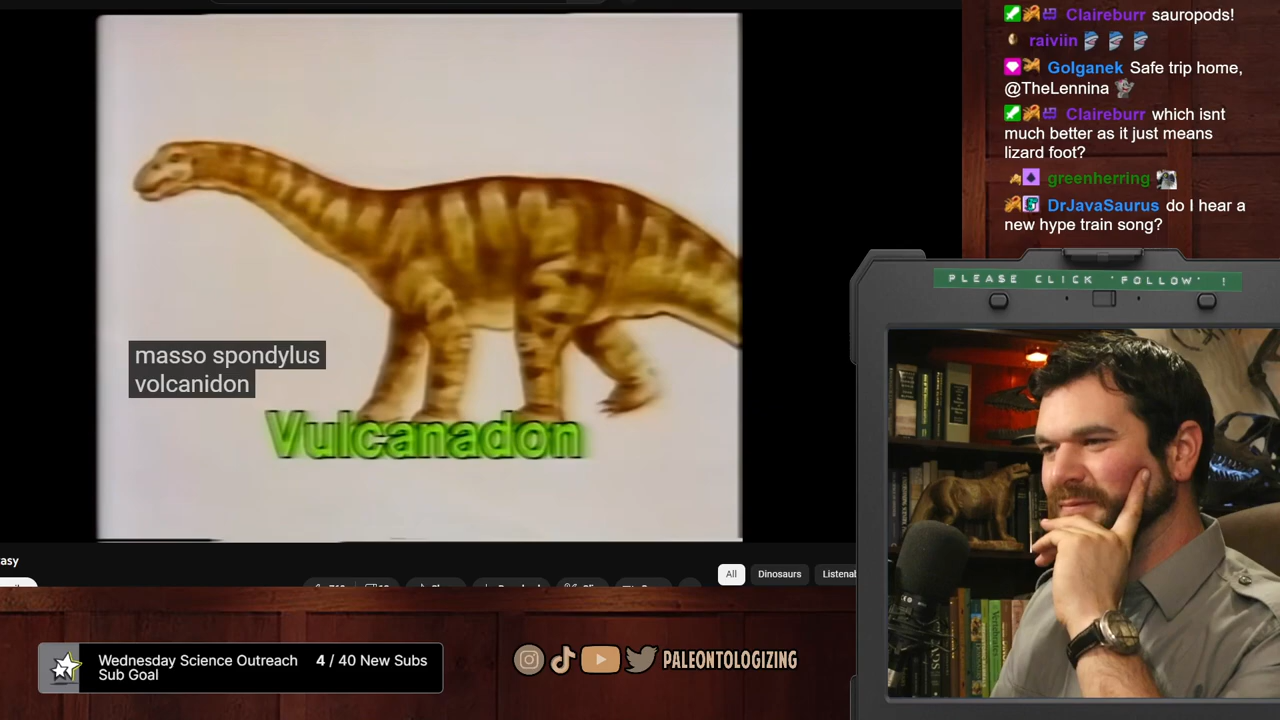 masso spondylus
volcanidon
Vulcanadon
asy
All
Dinosaurs
Listenal
Claireburr sauropods!
raiviin
Golganek Safe trip home,
@TheLennina
Claireburr which isnt
much better as it just means
lizard foot?
greenherring
DrJavaSaurus do I hear a
new hype train song?
PLEASE CLICK "FOLLOW" !
Wednesday Science Outreach 4 / 40 New Subs
Sub Goal
PALEONTOLOGIZING